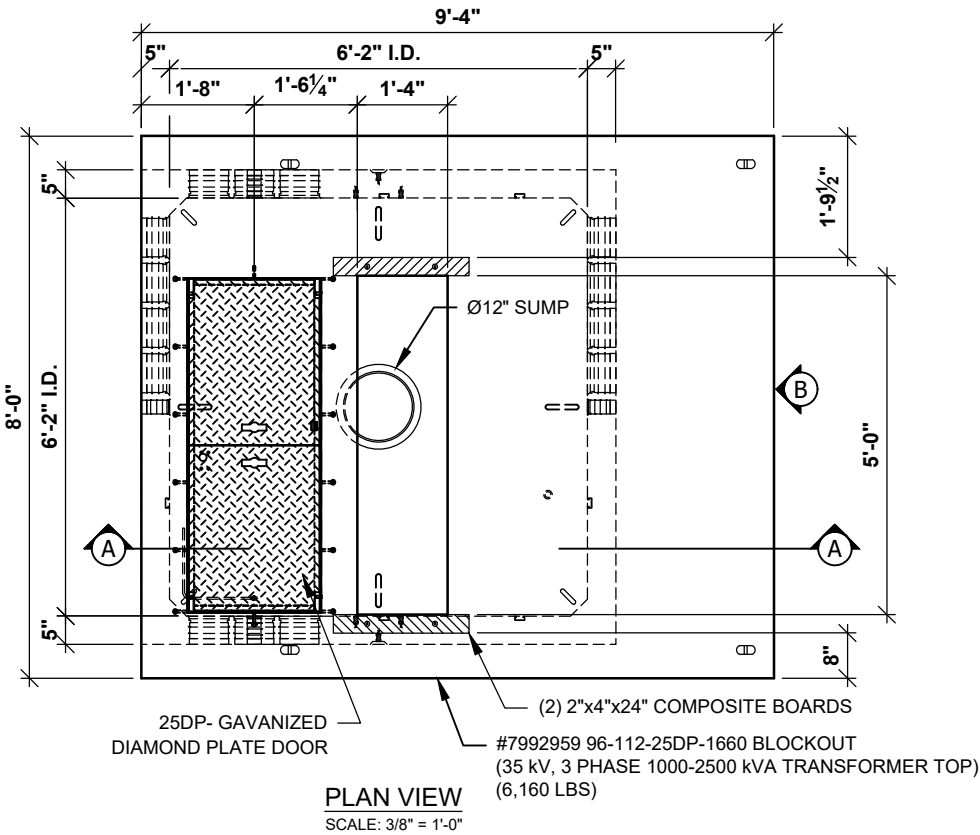 9'-4"
5"
6'-2" I.D.
5"
1'-8"
1'-6¼"
1'-4"
5"
1'-9½"
Ø12" SUMP
8'-0"
6'-2" I.D.
B
5'-0"
A
A
5"
8"
(2) 2"x4"x24" COMPOSITE BOARDS
25DP- GAVANIZED
DIAMOND PLATE DOOR
#7992959 96-112-25DP-1660 BLOCKOUT
(35 kV, 3 PHASE 1000-2500 kVA TRANSFORMER TOP)
(6,160 LBS)
PLAN VIEW
SCALE: 3/8" = 1'-0"